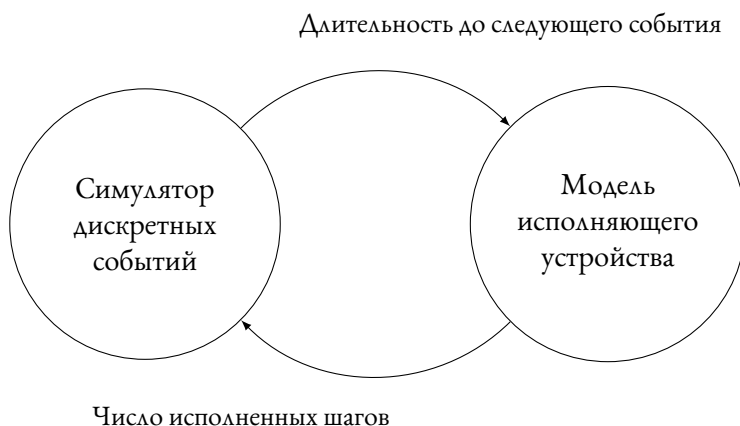 Длительность до следующего события
Симулятор
дискретных
событий
Модель
исполняющего
устройства
Число исполненных шагов